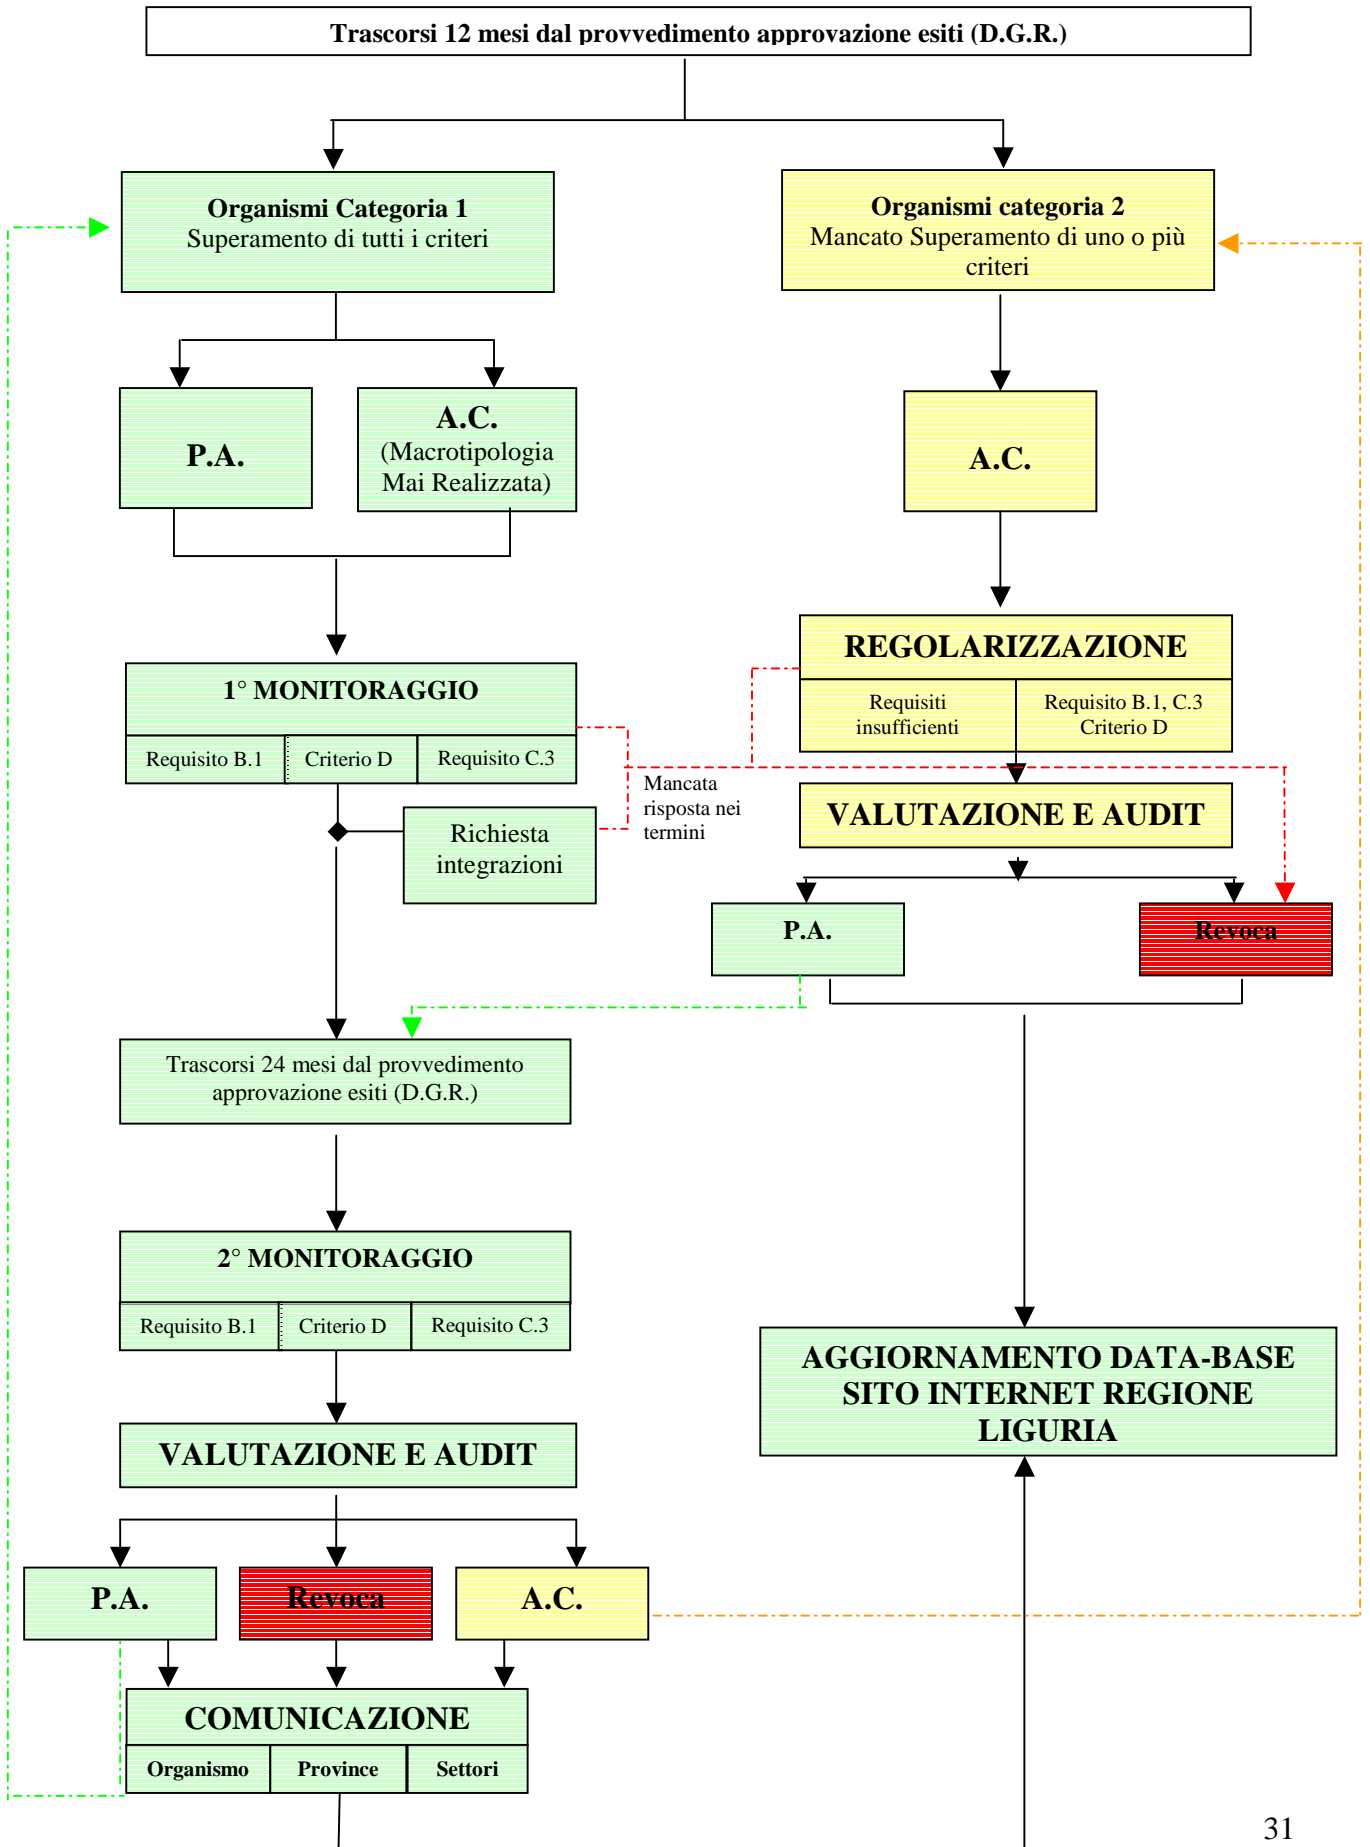 Trascorsi 12 mesi dal provvedimento approvazione esiti (D.G.R.)
Organismi Categoria 1
Superamento di tutti i criteri
Organismi categoria 2
Mancato Superamento di uno o più
criteri
P.A.
A.C.
(Macrotipologia
Mai Realizzata)
A.C.
1° MONITORAGGIO
Requisito B.1
Criterio D
Requisito C.3
REGOLARIZZAZIONE
Requisiti
insufficienti
Requisito B.1, C.3
Criterio D
Mancata
risposta nei
termini
Richiesta
integrazioni
VALUTAZIONE E AUDIT
P.A.
Revoca
Trascorsi 24 mesi dal provvedimento
approvazione esiti (D.G.R.)
2° MONITORAGGIO
Requisito B.1
Criterio D
Requisito C.3
AGGIORNAMENTO DATA-BASE
SITO INTERNET REGIONE
LIGURIA
VALUTAZIONE E AUDIT
P.A.
Revoca
A.C.
COMUNICAZIONE
Organismo
Province
Settori
31